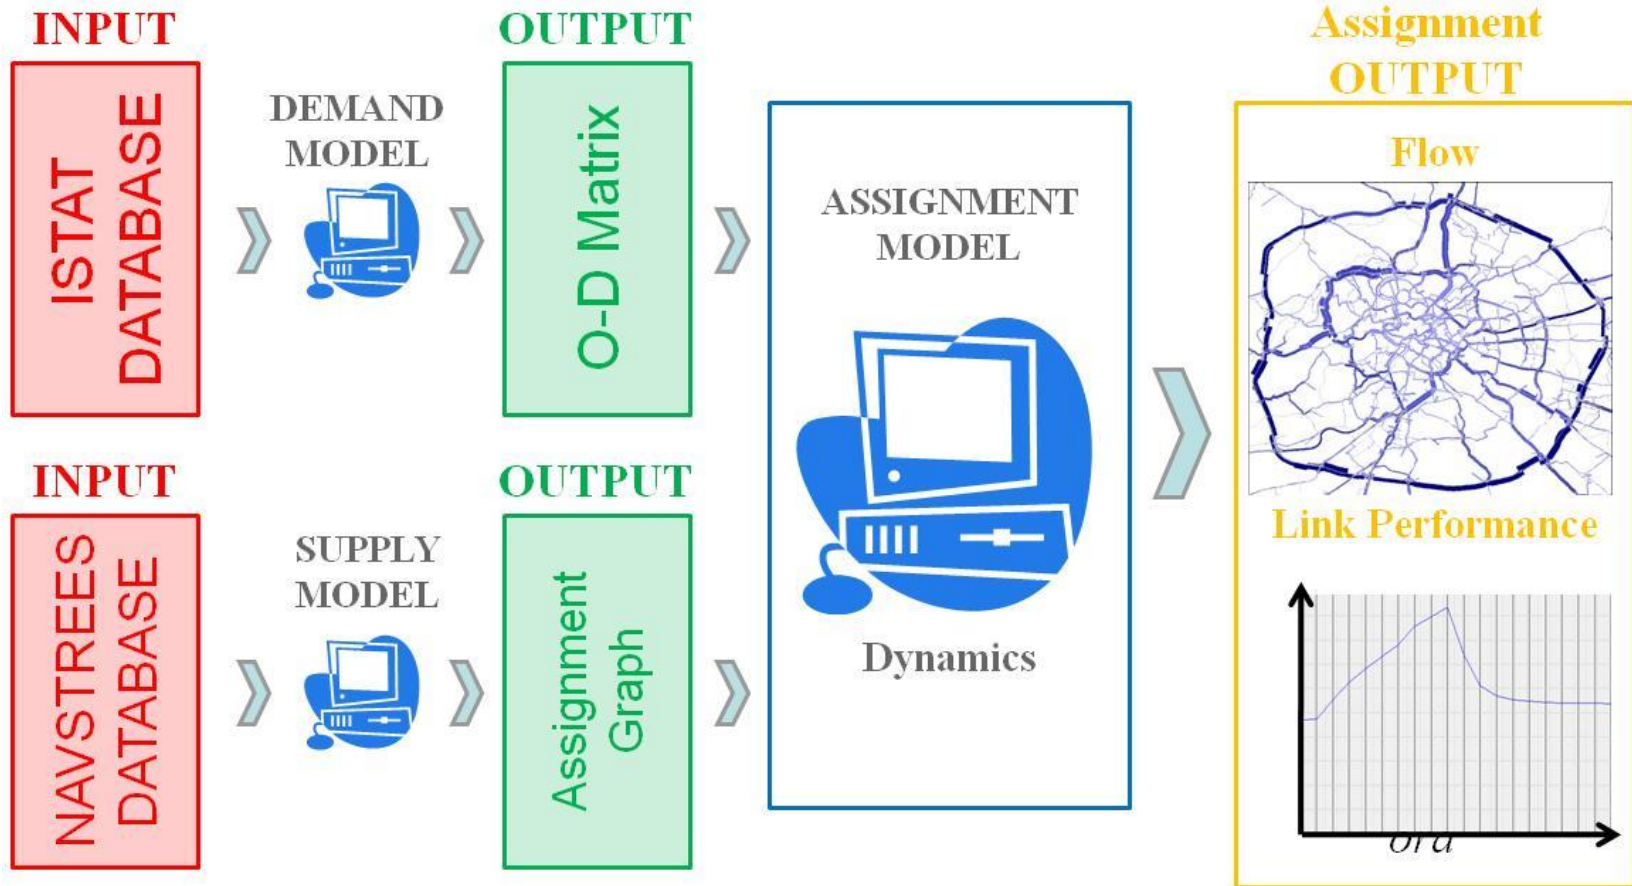 INPUT
ISTAT
DATABASE
DEMAND
MODEL
OUTPUT
O-D Matrix
INPUT
NAVSTREES
DATABASE
SUPPLY
MODEL
OUTPUT
Assignment
Graph
ASSIGNMENT
MODEL
Dynamics
Assignment
OUTPUT
Flow
Link Performance